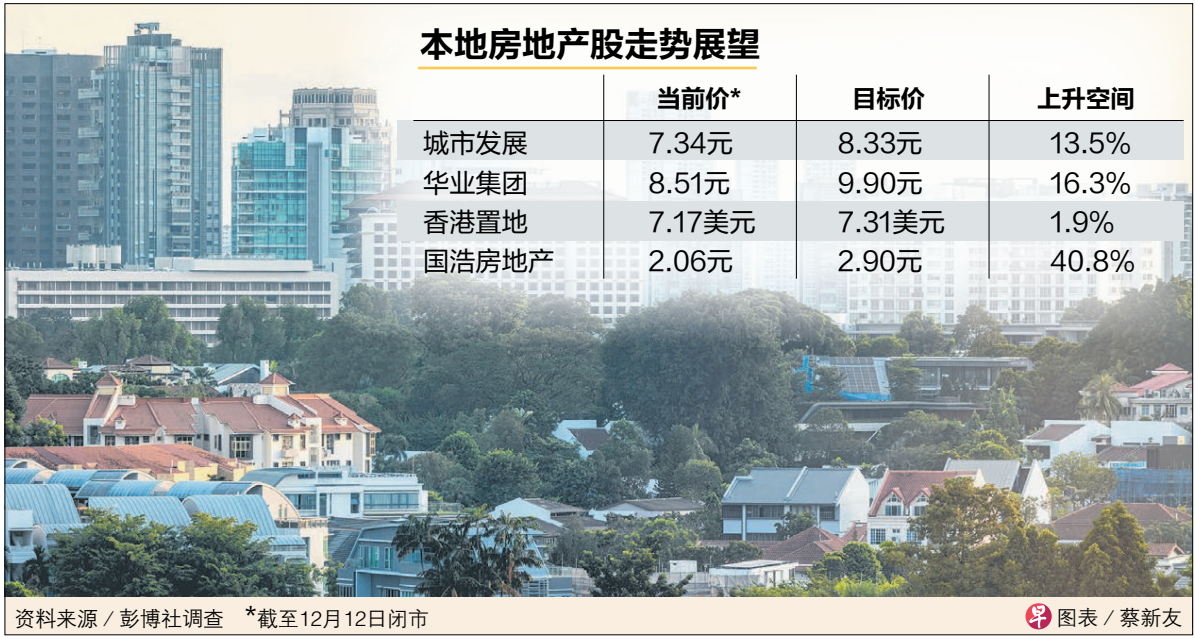 本地房地产股走势展望
当前价* 目标价 上升空间
城市发展 7.34元 8.33元 13.5%
华业集团 8.51元 9.90元 16.3%
香港置地 7.17美元 7.31美元 1.9%
国浩房地产 2.06元 2.90元 40.8%
资料来源 / 彭博社调查 *截至12月12日闭市
早 图表 / 蔡新友